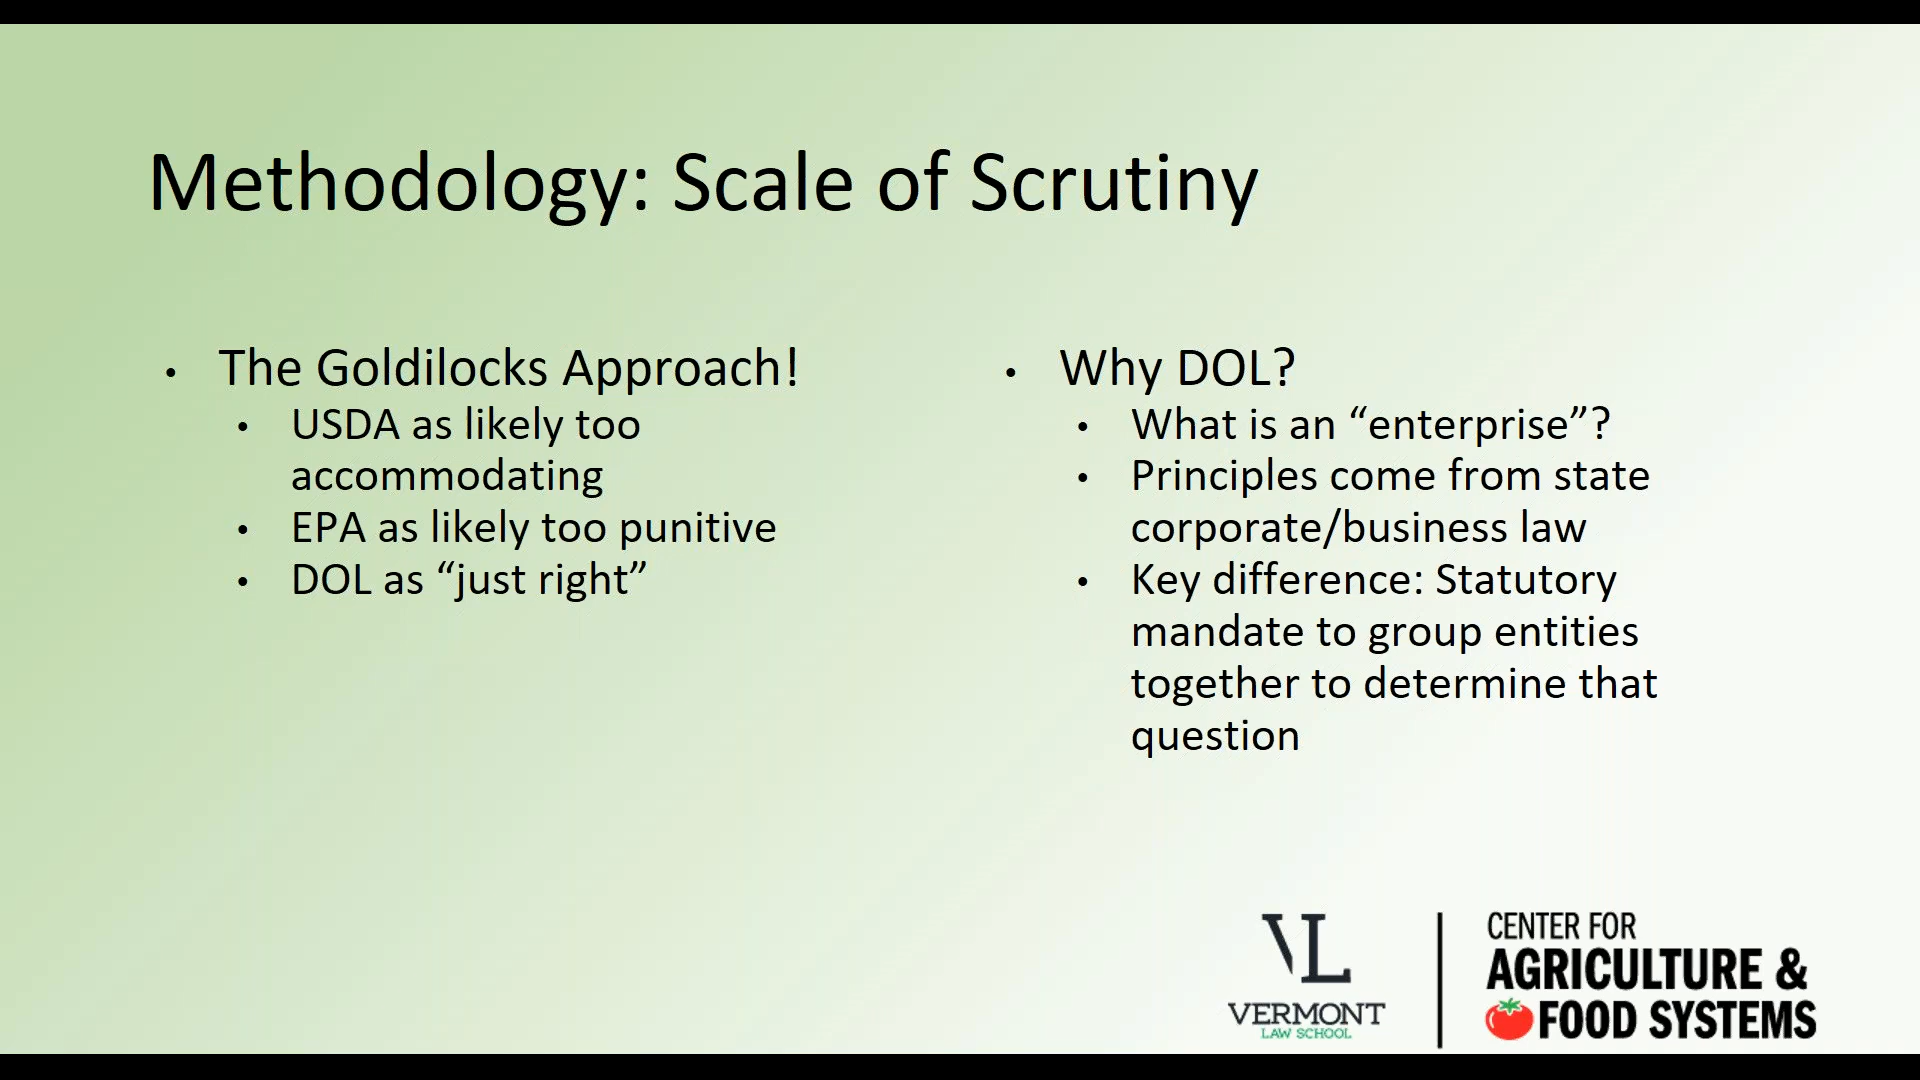 Methodology: Scale of Scrutiny
• The Goldilocks Approach!
• USDA as likely too
accommodating
• EPA as likely too punitive
• DOL as “just right”
• Why DOL?
• What is an “enterprise”?
• Principles come from state
corporate/business law
• Key difference: Statutory
mandate to group entities
together to determine that
question
VL
VERMONT
LAW SCHOOL
CENTER FOR
AGRICULTURE &
FOOD SYSTEMS